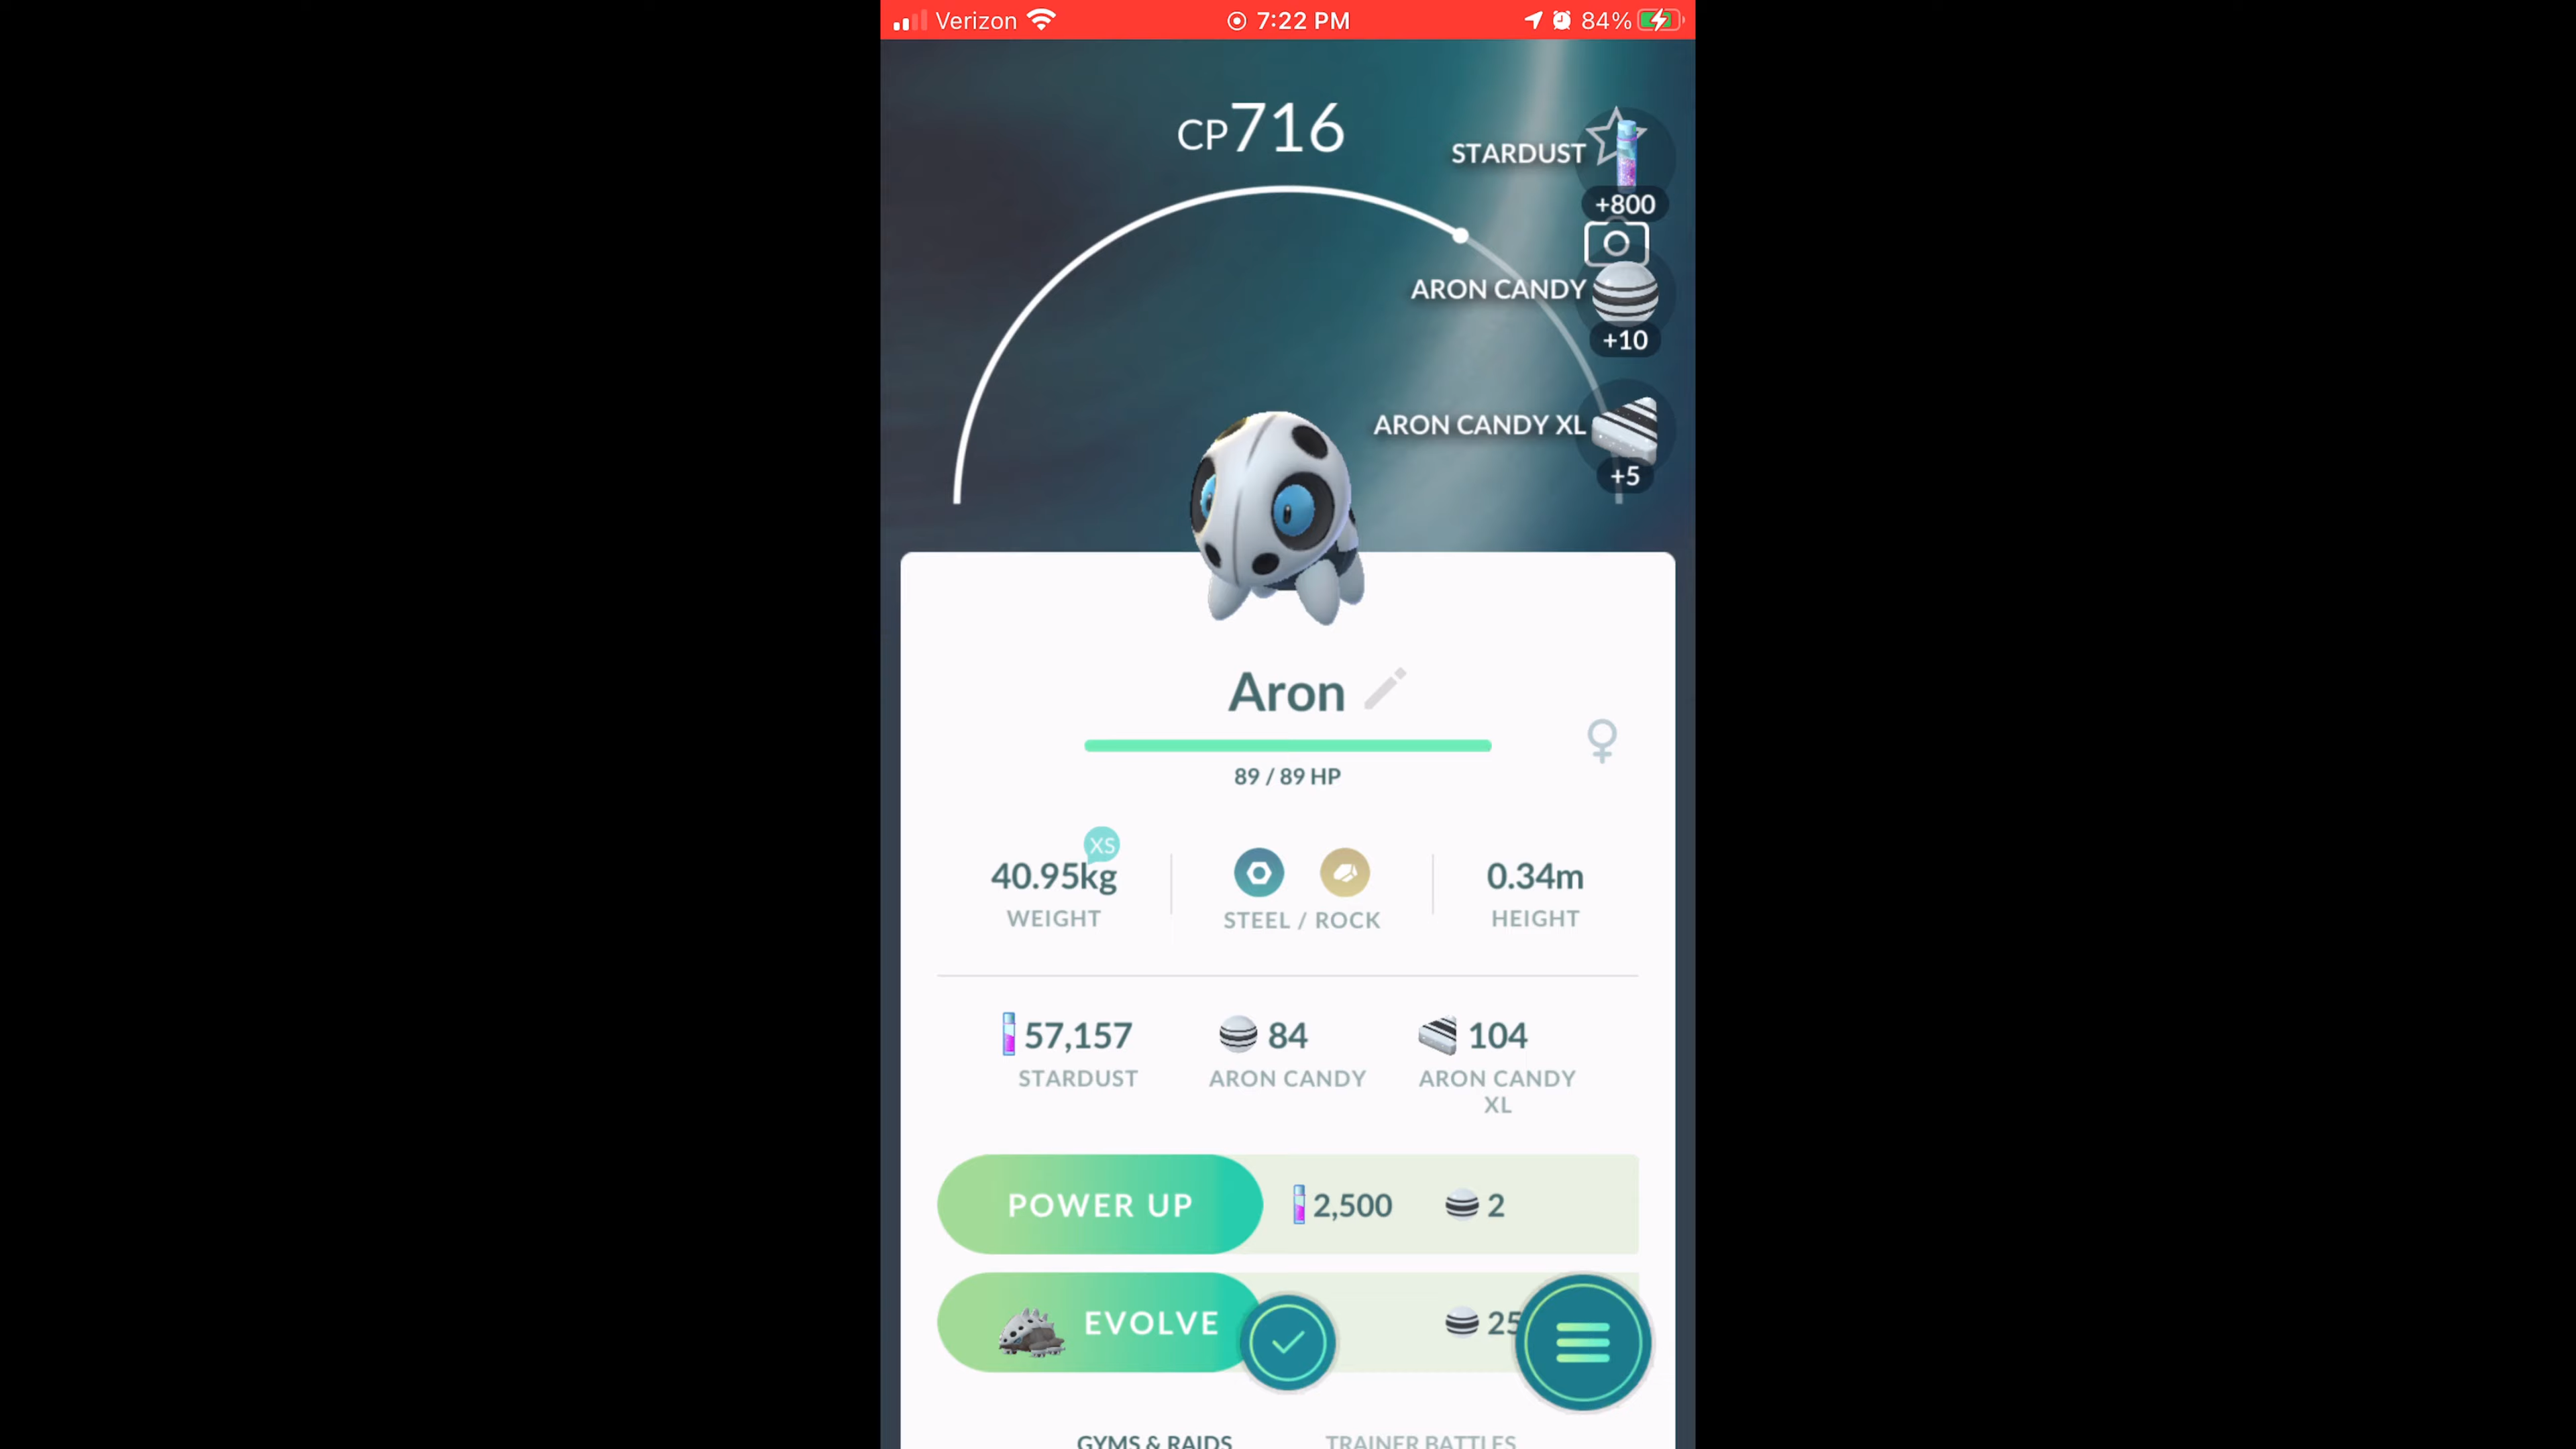 Verizon 7:22 PM 84%
CP716
STARDUST
+800
ARON CANDY
+10
ARON CANDY XL
+5
Aron
89 / 89 HP
XS
40.95kg
WEIGHT
STEEL / ROCK
0.34m
HEIGHT
57,157
STARDUST
84
ARON CANDY
104
ARON CANDY
XL
POWER UP 2,500 2
EVOLVE 25
GYMS & RAIDS TRAINER BATTLES